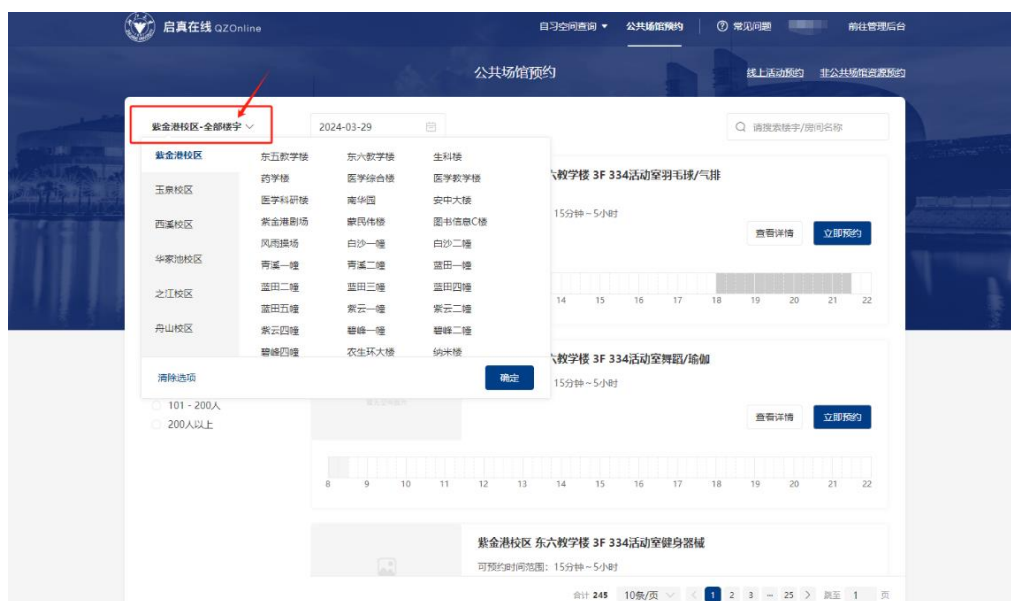 启真在线 QZOnline
自习空间查询 公共场馆预约 常见问题 前往管理后台
公共场馆预约
线上活动预约 非公共场馆资源预约
紫金港校区-全部楼宇
2024-03-29
请搜索楼宇/房间名称
紫金港校区
玉泉校区
西溪校区
华家池校区
之江校区
舟山校区
东五教学楼 东六教学楼 生科楼
药学楼 医学综合楼 医学教学楼
医学科研楼 南华园 安中大楼
紫金港剧场 蒙民伟楼 图书信息C楼
风雨操场 白沙一幢 白沙二幢
青溪一幢 青溪二幢 蓝田一幢
蓝田二幢 蓝田三幢 蓝田四幢
蓝田五幢 紫云一幢 紫云二幢
紫云四幢 碧峰一幢 碧峰二幢
碧峰四幢 农生环大楼 纳米楼
清除选项
确定
101 - 200人
200人以上
六教学楼 3F 334活动室羽毛球/气排
15分钟~5小时
查看详情 立即预约
14 15 16 17 18 19 20 21 22
六教学楼 3F 334活动室舞蹈/瑜伽
15分钟~5小时
查看详情 立即预约
8 9 10 11 12 13 14 15 16 17 18 19 20 21 22
紫金港校区 东六教学楼 3F 334活动室健身器械
可预约时间范围：15分钟~5小时
合计 245 10条/页 1 2 3 ··· 25 跳至 1 页